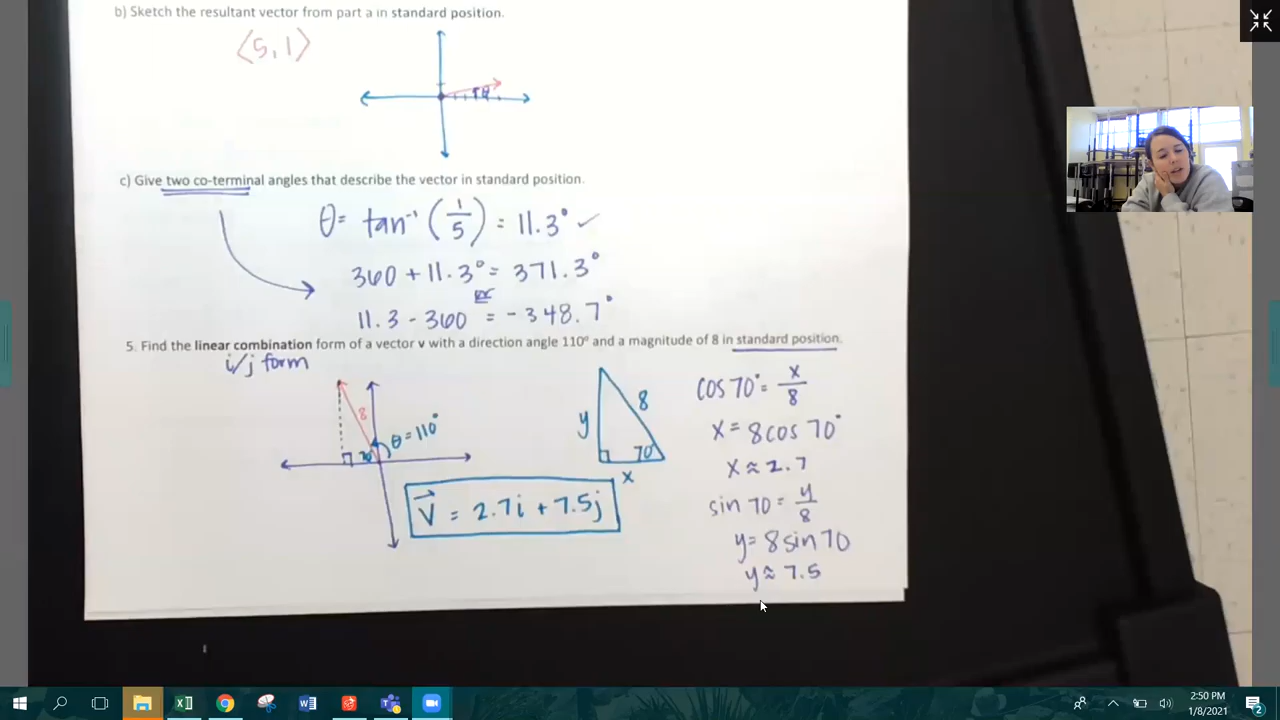 b) Sketch the resultant vector from part a in standard position.
⟨5, 1⟩
θ
c) Give two co-terminal angles that describe the vector in standard position.
θ= tan⁻¹ (1/5) = 11.3° ✓
360 + 11.3° = 371.3°
or
11.3 - 360 = -348.7°
5. Find the linear combination form of a vector v with a direction angle 110° and a magnitude of 8 in standard position.
i/j form
8
θ = 110°
70
y
8
70
x
V = 2.7i + 7.5j
cos 70° = x/8
x = 8cos 70°
x ≈ 2.7
sin 70 = y/8
y = 8sin 70
y ≈ 7.5
2:50 PM
1/8/2021
2